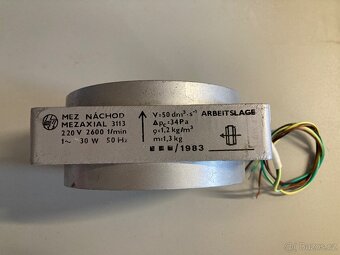 MEZ NÁCHOD
MEZAXIAL 3113
220 V 2600 1/min
1~ 30 W 50 Hz
V=50 dm³·s⁻¹ ARBEITSLAGE
Δpc=34Pa
ρ=1,2 kg/m³
m=1,3 kg
/1983